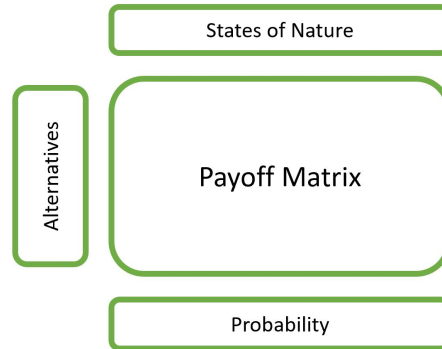 States of Nature
Alternatives
Payoff Matrix
Probability